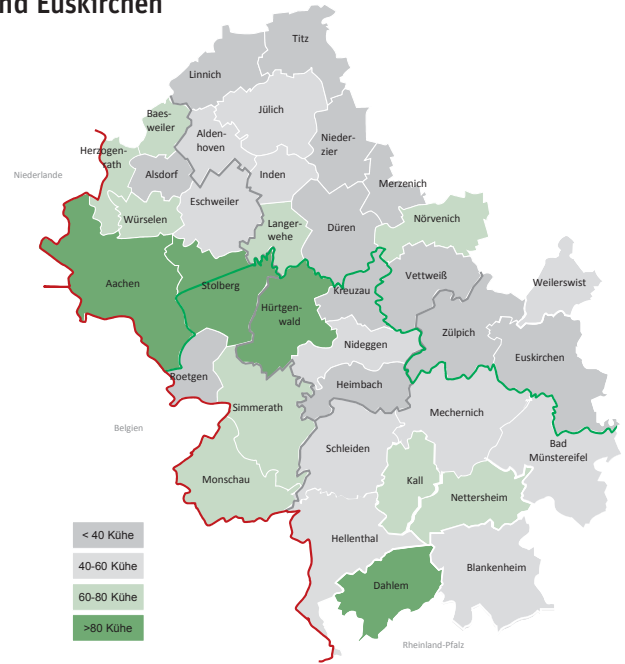 nd Euskirchen
Titz
Linnich
Jülich
Baes-
weiler
Alden-
hoven
Nieder-
zier
Herzogen-
rath
Niederlande
Alsdorf
Inden
Merzenich
Eschweiler
Würselen
Langer-
wehe
Düren
Nörvenich
Aachen
Stolberg
Kreuzau
Vettweiß
Weilerswist
Hürtgen-
wald
Zülpich
Nideggen
Euskirchen
Roetgen
Heimbach
Simmerath
Mechernich
Belgien
Schleiden
Bad
Münstereifel
Monschau
Kall
Nettersheim
< 40 Kühe
Hellenthal
40-60 Kühe
Blankenheim
60-80 Kühe
Dahlem
>80 Kühe
Rheinland-Pfalz